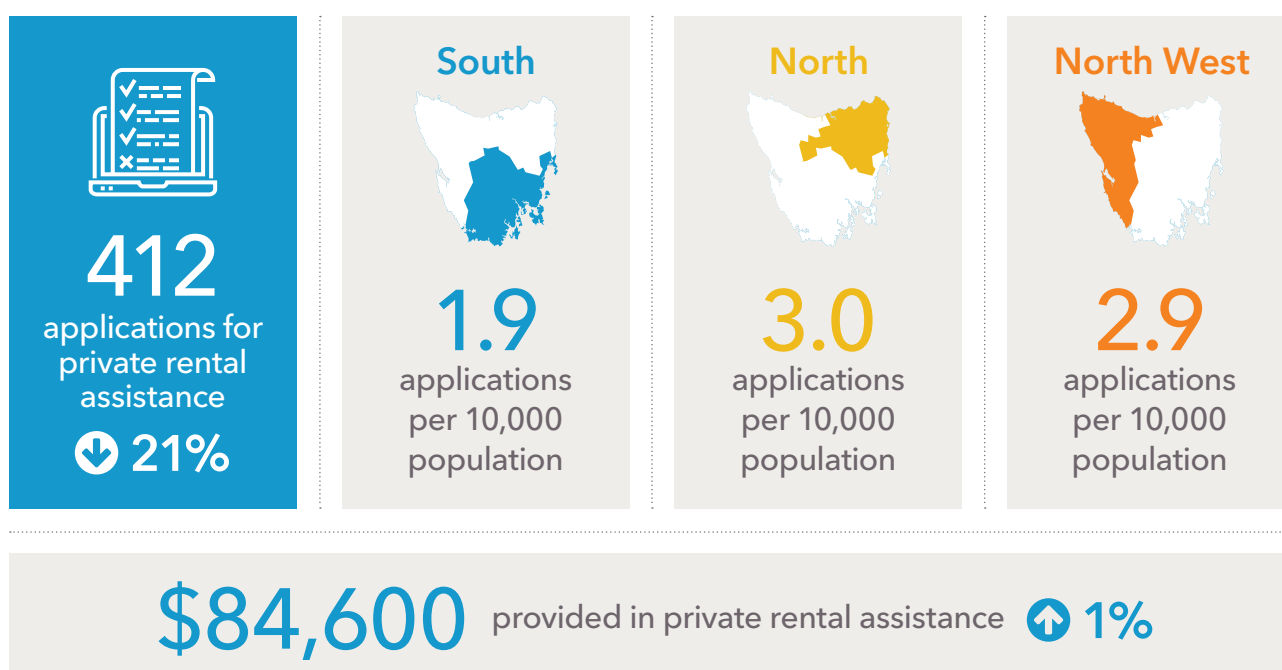 412
applications for
private rental
assistance
21%
South
1.9
applications
per 10,000
population
North
3.0
applications
per 10,000
population
North West
2.9
applications
per 10,000
population
$84,600 provided in private rental assistance 1%